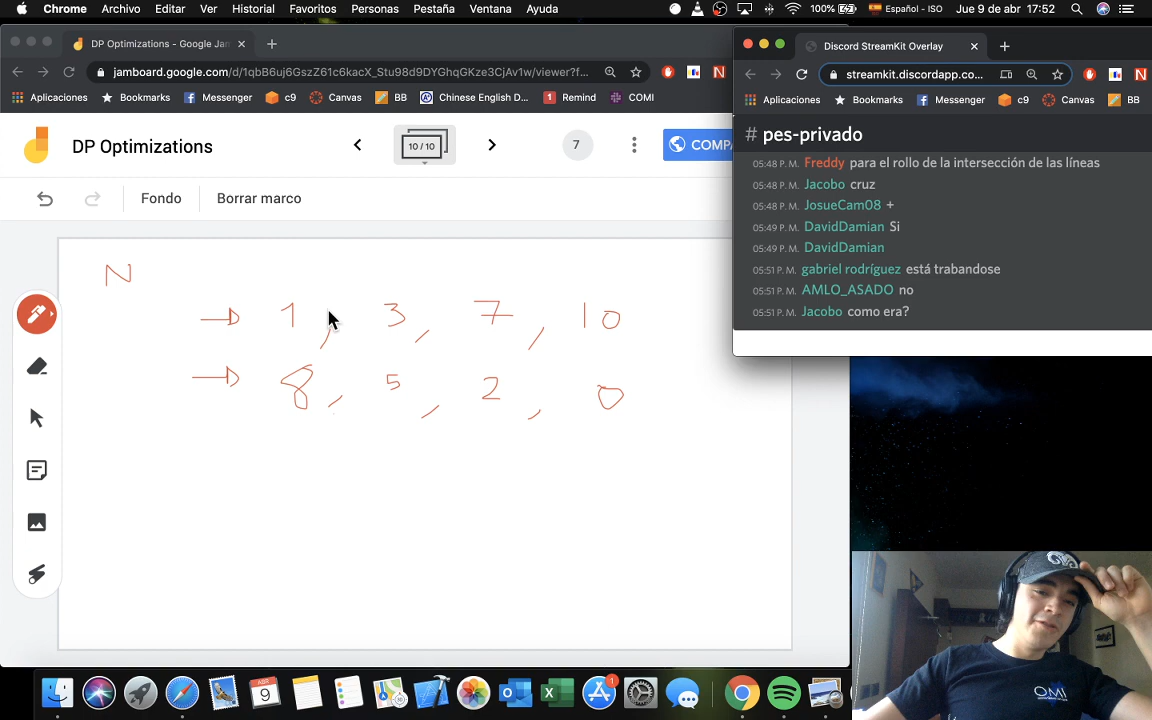 Chrome Archivo Editar Ver Historial Favoritos Personas Pestaña Ventana Ayuda 100% Español - ISO Jue 9 de abr 17:52
DP Optimizations - Google Jam
jamboard.google.com/d/1qbB6uj6GszZ61c6kacX_Stu98d9DYGhqGKze3CjAv1w/viewer?f...
Aplicaciones Bookmarks Messenger c9 Canvas BB Chinese English D... Remind COMI
DP Optimizations
10 / 10
7
COMPA
Fondo Borrar marco
N
1, 3, 7, 10
8, 5, 2, 0
Discord StreamKit Overlay
streamkit.discordapp.co...
Aplicaciones Bookmarks Messenger c9 Canvas BB
# pes-privado
05:48 P. M. Freddy para el rollo de la intersección de las líneas
05:48 P. M. Jacobo cruz
05:48 P. M. JosueCam08 +
05:49 P. M. DavidDamian Si
05:49 P. M. DavidDamian
05:51 P. M. gabriel rodríguez está trabandose
05:51 P. M. AMLO_ASADO no
05:51 P. M. Jacobo como era?
OMI